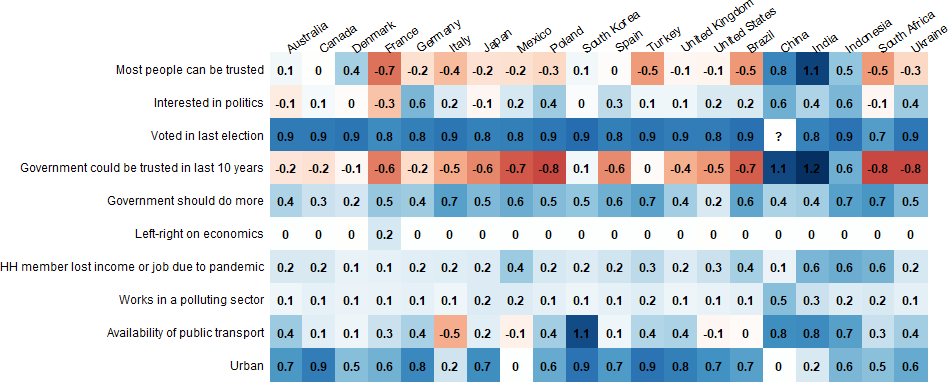 Australia Canada Denmark France Germany Italy Japan Mexico Poland South Korea Spain Turkey United Kingdom United States Brazil China India Indonesia South Africa Ukraine
Most people can be trusted 0.1 0 0.4 -0.7 -0.2 -0.4 -0.2 -0.2 -0.3 0.1 0 -0.5 -0.1 -0.1 -0.5 0.8 1.1 0.5 -0.5 -0.3
Interested in politics -0.1 0.1 0 -0.3 0.6 0.2 -0.1 0.2 0.4 0 0.3 0.1 0.1 0.2 0.2 0.6 0.4 0.6 -0.1 0.4
Voted in last election 0.9 0.9 0.9 0.8 0.8 0.9 0.8 0.8 0.9 0.9 0.8 0.9 0.9 0.8 0.9 ? 0.8 0.9 0.7 0.9
Government could be trusted in last 10 years -0.2 -0.2 -0.1 -0.6 -0.2 -0.5 -0.6 -0.7 -0.8 0.1 -0.6 0 -0.4 -0.5 -0.7 1.1 1.2 0.6 -0.8 -0.8
Government should do more 0.4 0.3 0.2 0.5 0.4 0.7 0.5 0.6 0.5 0.5 0.6 0.7 0.4 0.2 0.6 0.4 0.4 0.7 0.7 0.5
Left-right on economics 0 0 0 0.2 0 0 0 0 0 0 0 0 0 0 0 0 0 0 0 0
HH member lost income or job due to pandemic 0.2 0.2 0.1 0.1 0.2 0.2 0.2 0.4 0.2 0.2 0.2 0.3 0.2 0.3 0.4 0.1 0.6 0.6 0.6 0.2
Works in a polluting sector 0.1 0.1 0.1 0.1 0.1 0.1 0.2 0.2 0.1 0.1 0.1 0.2 0.1 0.1 0.1 0.5 0.3 0.2 0.2 0.1
Availability of public transport 0.4 0.1 0.1 0.3 0.4 -0.5 0.2 -0.1 0.4 1.1 0.1 0.4 0.4 -0.1 0 0.8 0.8 0.7 0.3 0.4
Urban 0.7 0.9 0.5 0.6 0.8 0.2 0.7 0 0.6 0.9 0.7 0.9 0.8 0.7 0.7 0 0.2 0.6 0.5 0.6